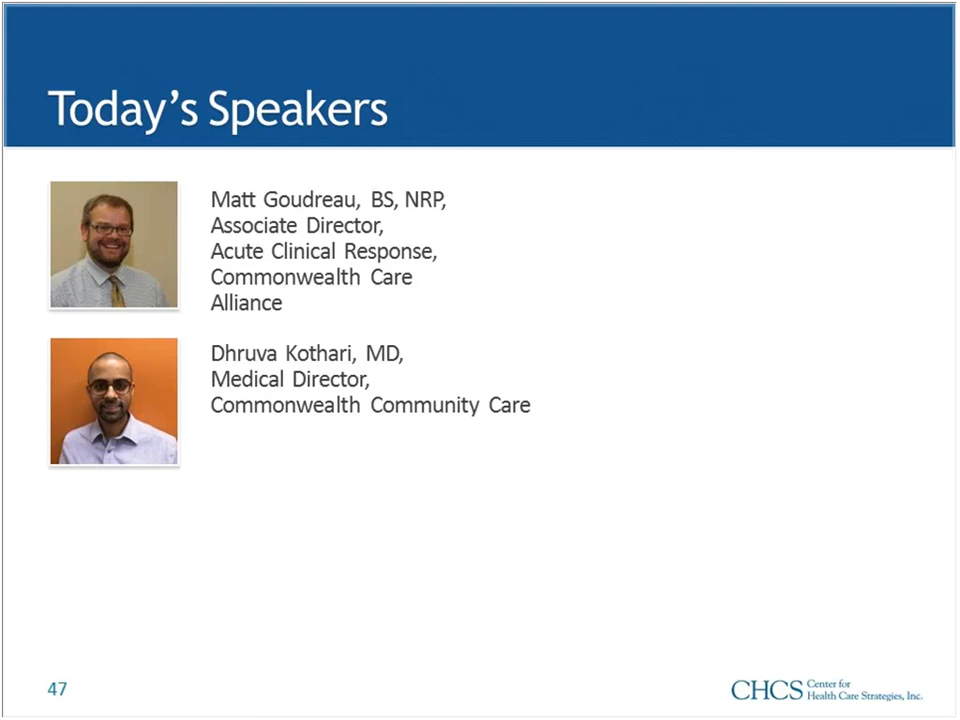 Today's Speakers
Matt Goudreau, BS, NRP,
Associate Director,
Acute Clinical Response,
Commonwealth Care
Alliance
Dhruva Kothari, MD,
Medical Director,
Commonwealth Community Care
47
CHCS Center for
Health Care Strategies, Inc.